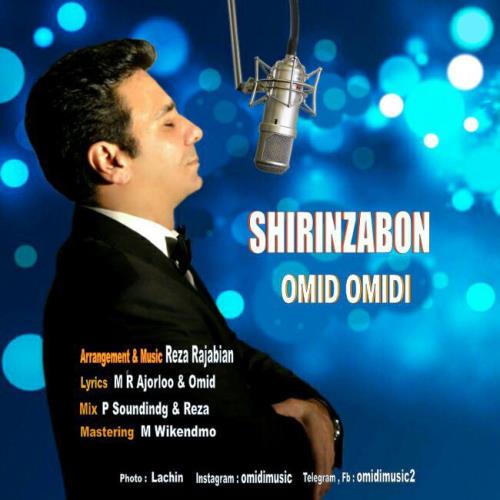 SHIRINZABON
OMID OMIDI
Arrangement & Music Reza Rajabian
Lyrics M R Ajorloo & Omid
Mix P Soundindg & Reza
Mastering M Wikendmo
Photo : Lachin Instagram : omidimusic Telegram , Fb : omidimusic2